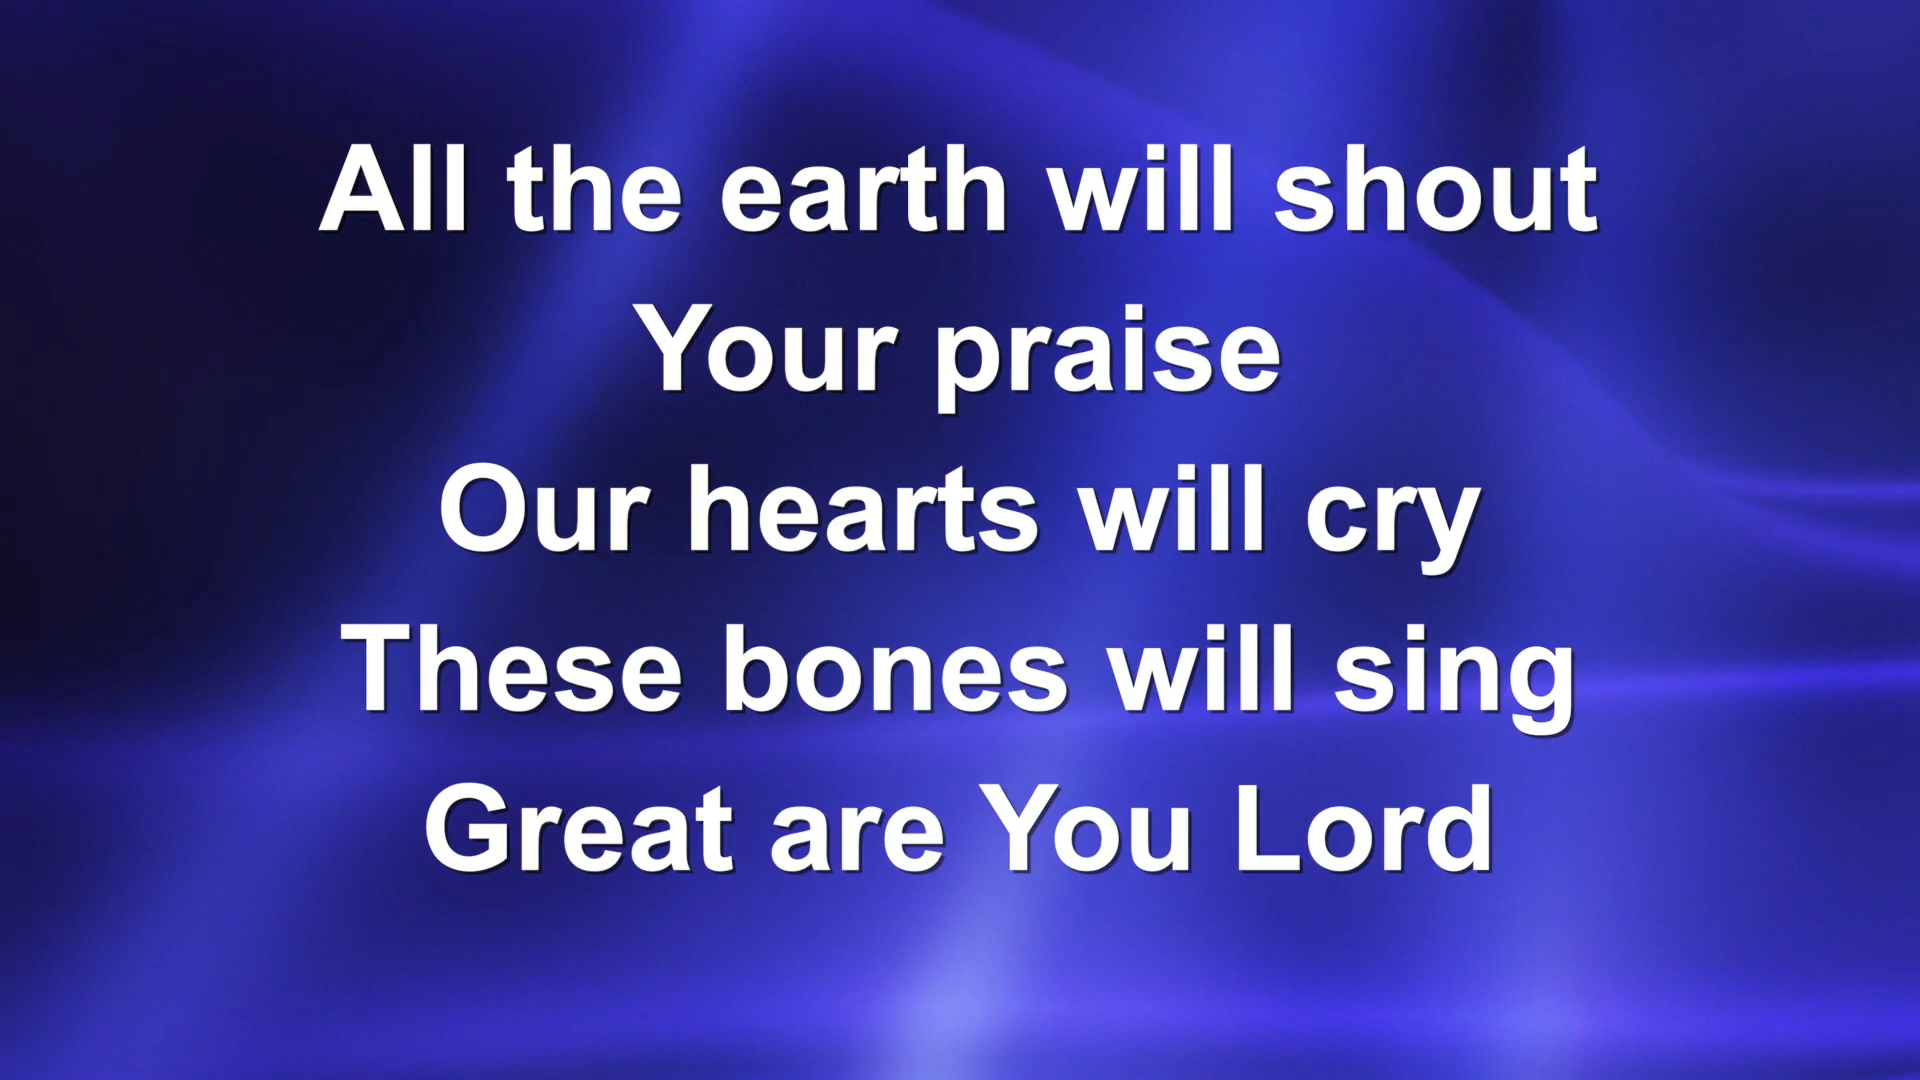 All the earth will shout
Your praise
Our hearts will cry
These bones will sing
Great are You Lord